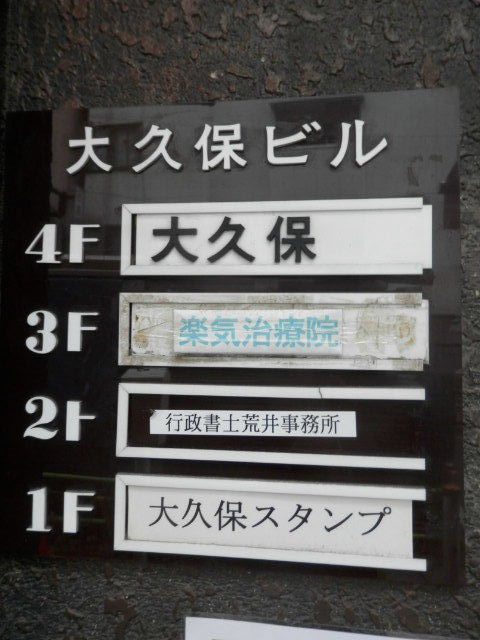 大久保ビル
4F 大久保
3F 楽気治療院
2F 行政書士荒井事務所
1F 大久保スタンプ